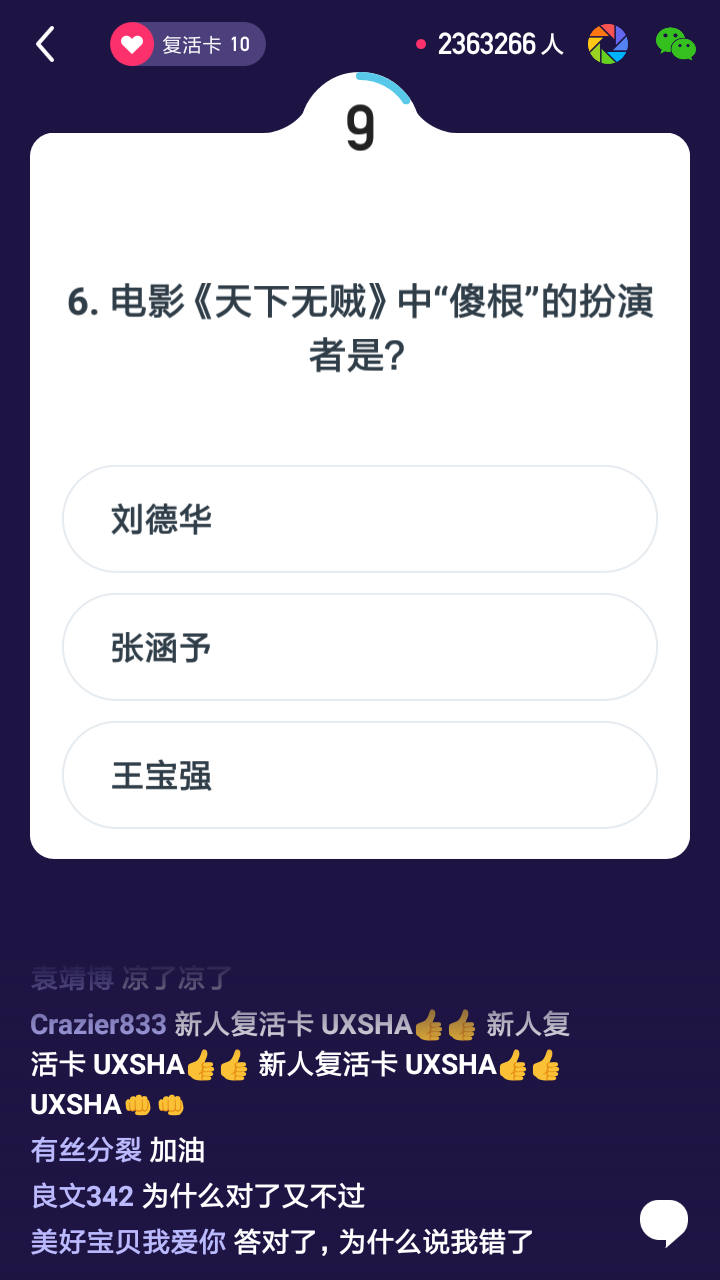 复活卡 10
2363266 人
9
6. 电影《天下无贼》中“傻根”的扮演
者是?
刘德华
张涵予
王宝强
袁靖博 凉了凉了
Crazier833 新人复活卡 UXSHA👍👍 新人复
活卡 UXSHA👍👍 新人复活卡 UXSHA👍👍
UXSHA👊👊
有丝分裂 加油
良文342 为什么对了又不过
美好宝贝我爱你 答对了, 为什么说我错了